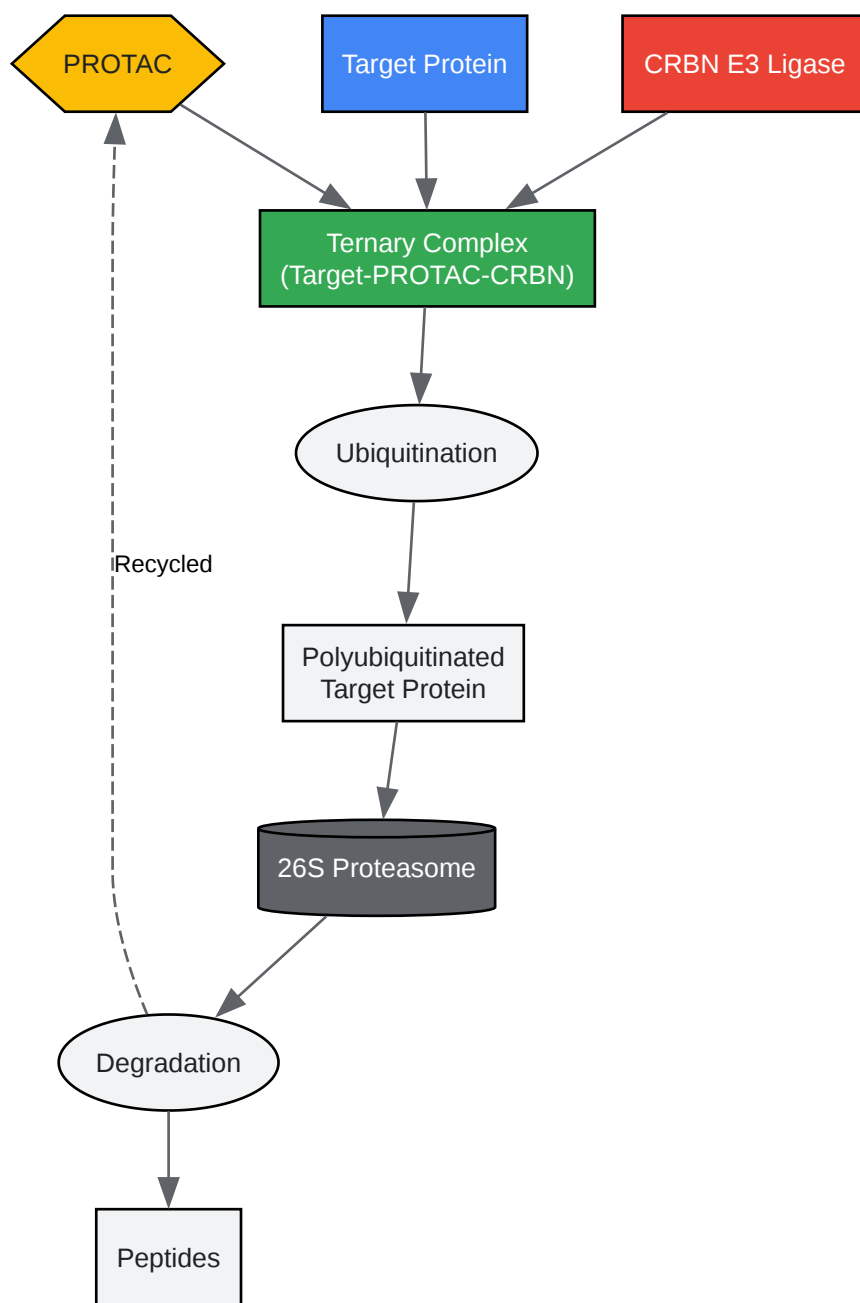 PROTAC
Target Protein
CRBN E3 Ligase
Ternary Complex
(Target-PROTAC-CRBN)
Ubiquitination
Recycled
Polyubiquitinated
Target Protein
26S Proteasome
Degradation
Peptides